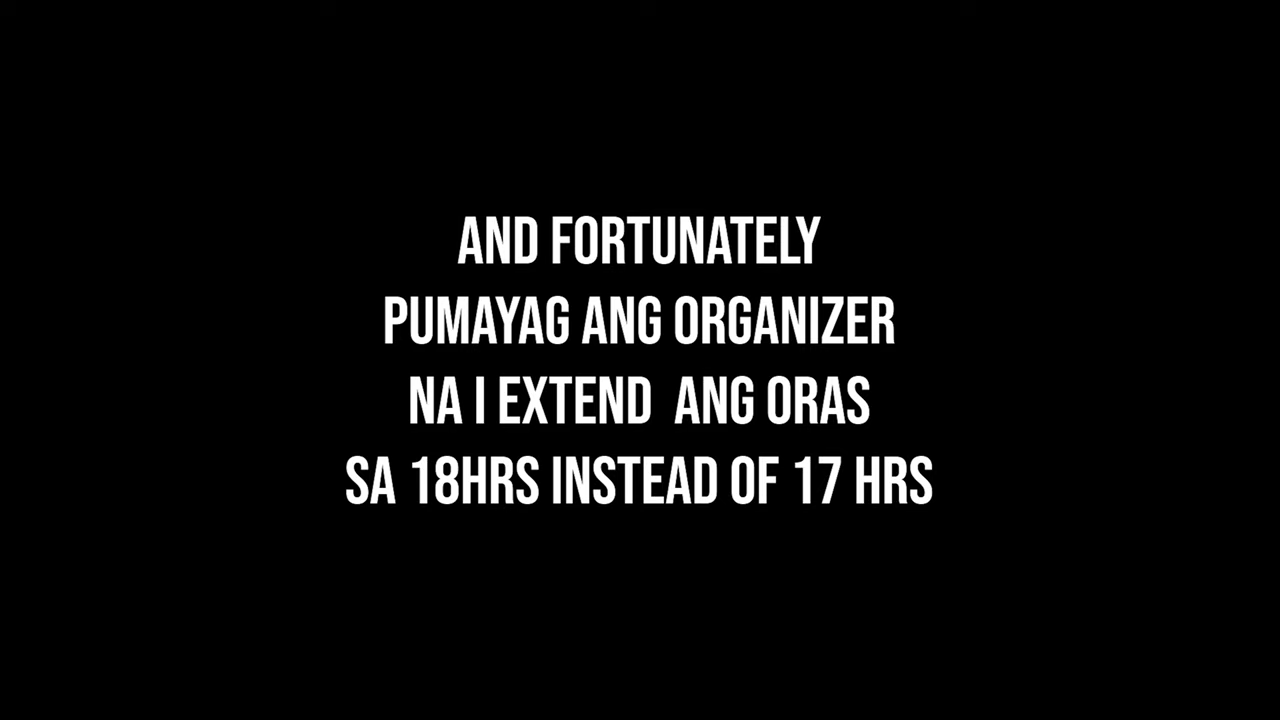 AND FORTUNATELY
PUMAYAG ANG ORGANIZER
NA I EXTEND  ANG ORAS
SA 18HRS INSTEAD OF 17 HRS